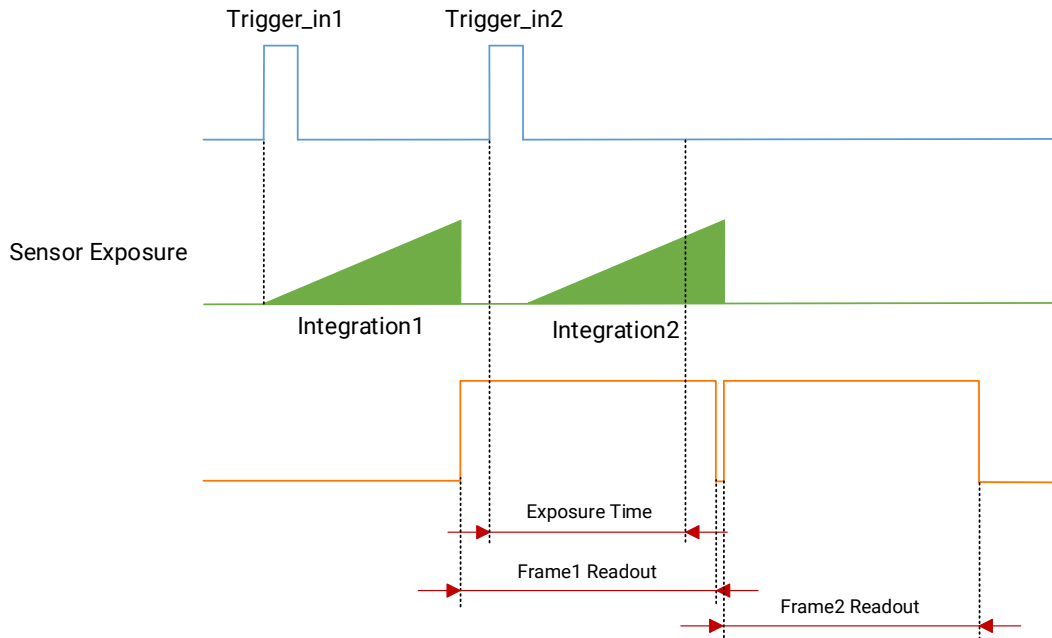 Trigger_in1
Trigger_in2
Sensor Exposure
Integration1
Integration2
Exposure Time
Frame1 Readout
Frame2 Readout